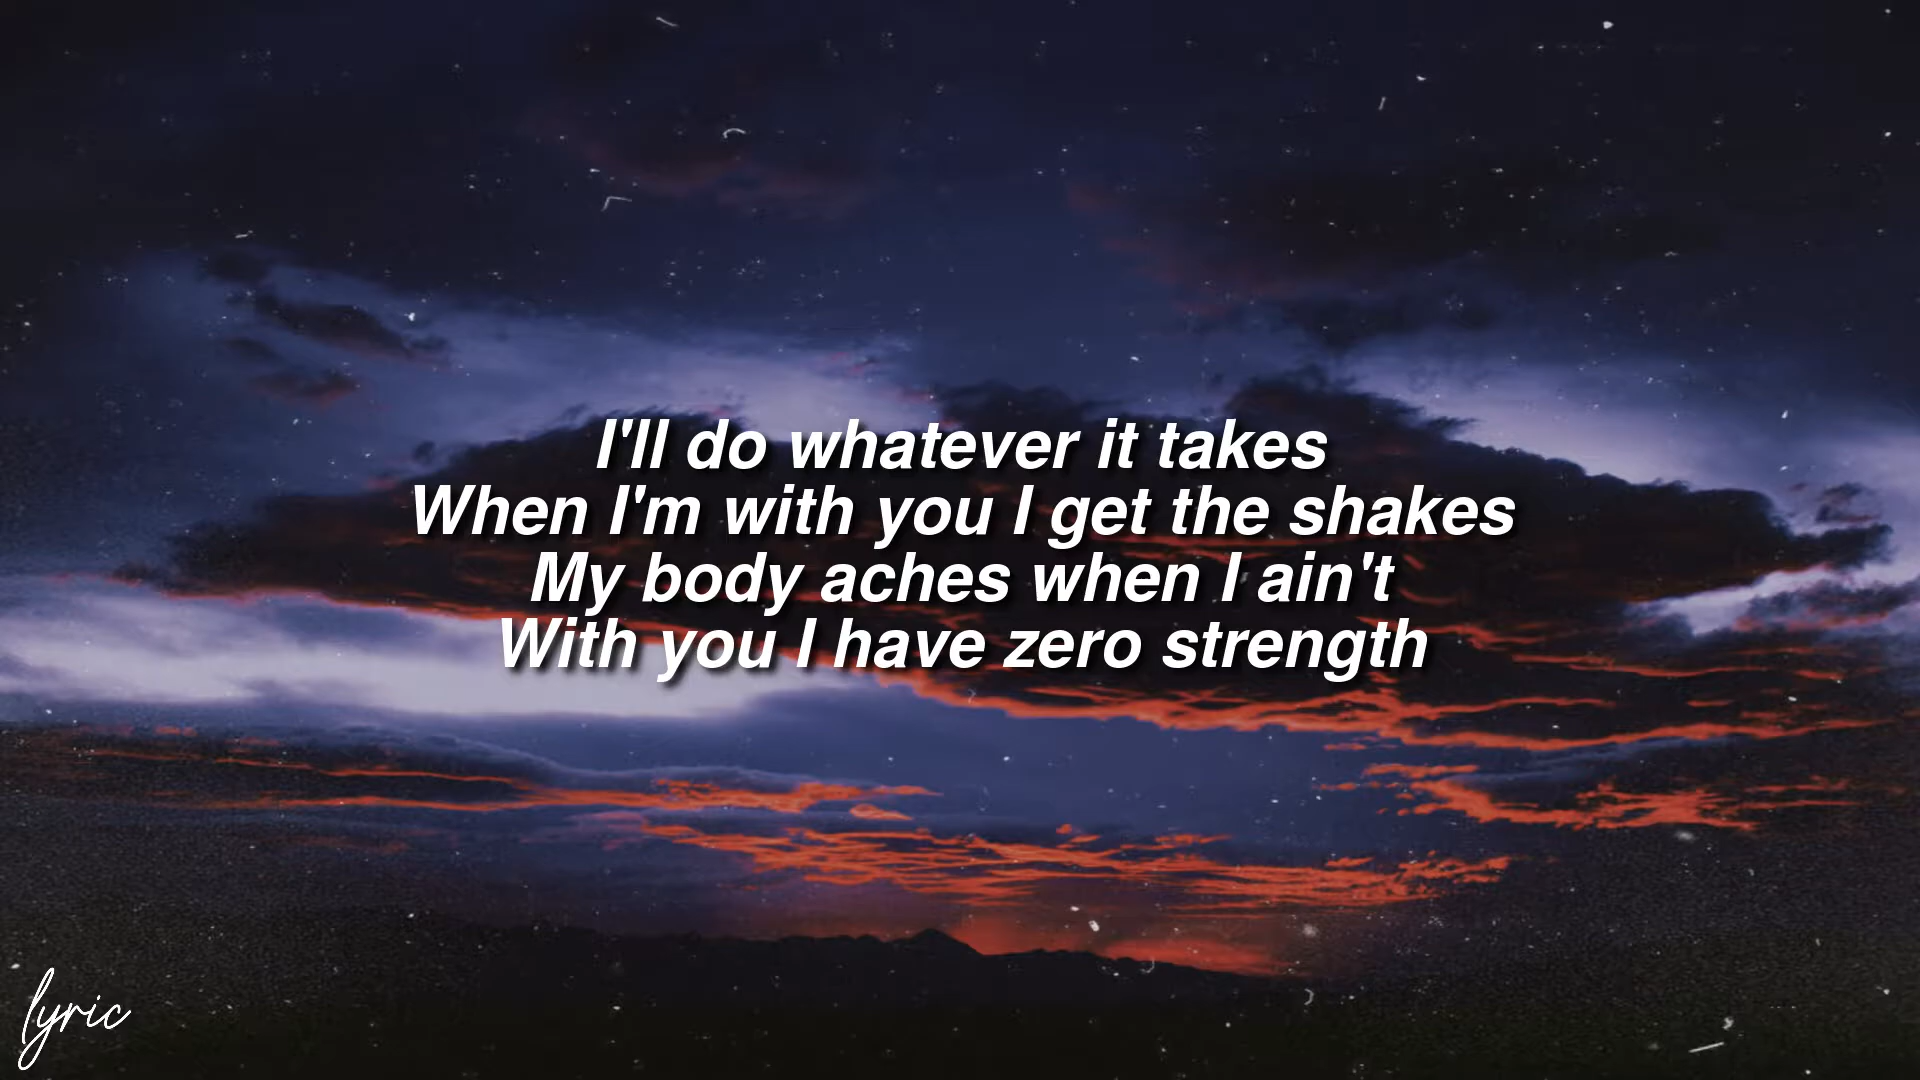 I'll do whatever it takes
When I'm with you I get the shakes
My body aches when I ain't
With you I have zero strength
lyric